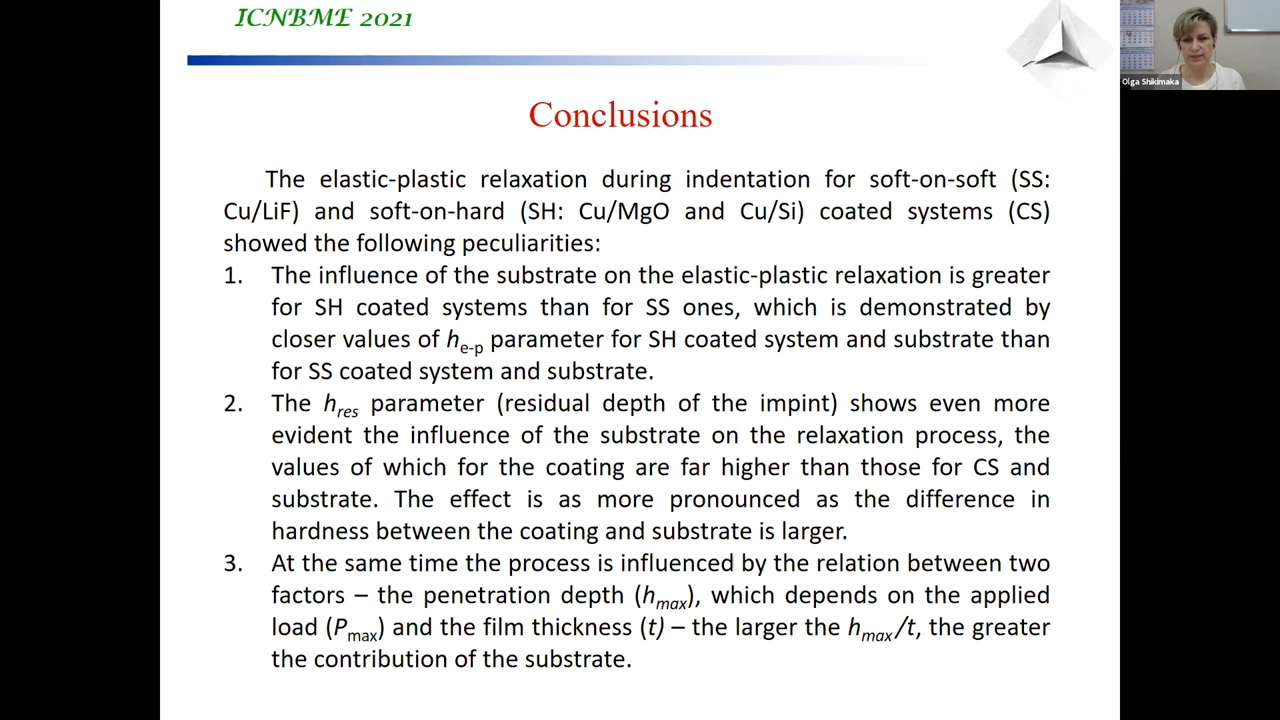 ICNBME 2021
Olga Shikimaka
Conclusions
The elastic-plastic relaxation during indentation for soft-on-soft (SS:
Cu/LiF) and soft-on-hard (SH: Cu/MgO and Cu/Si) coated systems (CS)
showed the following peculiarities:
1. The influence of the substrate on the elastic-plastic relaxation is greater
for SH coated systems than for SS ones, which is demonstrated by
closer values of he-p parameter for SH coated system and substrate than
for SS coated system and substrate.
2. The hres parameter (residual depth of the impint) shows even more
evident the influence of the substrate on the relaxation process, the
values of which for the coating are far higher than those for CS and
substrate. The effect is as more pronounced as the difference in
hardness between the coating and substrate is larger.
3. At the same time the process is influenced by the relation between two
factors – the penetration depth (hmax), which depends on the applied
load (Pmax) and the film thickness (t) – the larger the hmax/t, the greater
the contribution of the substrate.